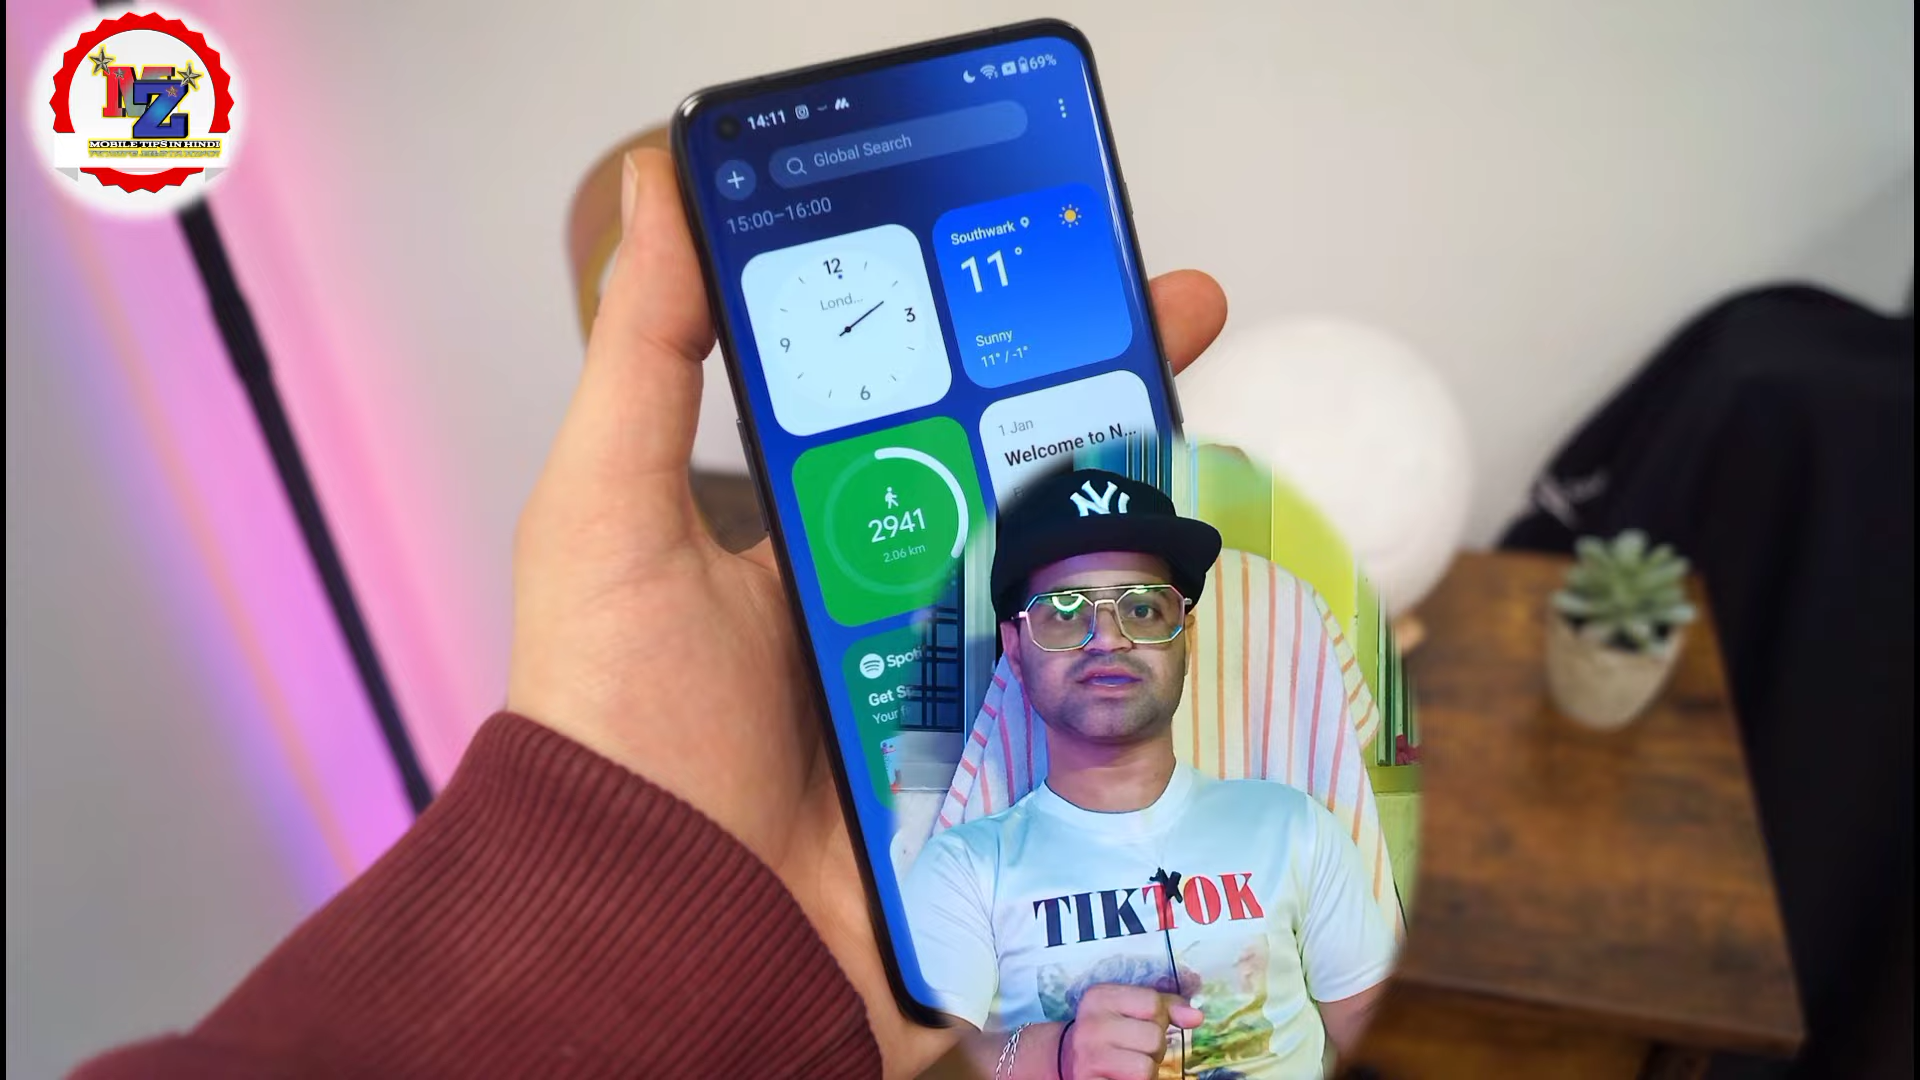 MZ
MOBILE TIPS IN HINDI
14:11
69%
Global Search
15:00–16:00
12
Lond...
3
9
6
Southwark
11°
Sunny
11° / -1°
1 Jan
Welcome to N...
2941
2.06 km
Get
Your
NY
TIKTOK